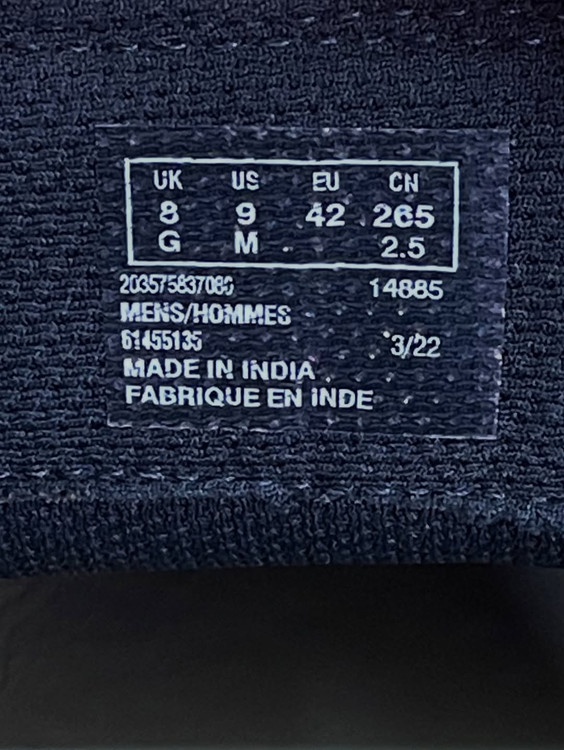 UK US EU CN
8 9 42 265
G M 2.5
203575837080 14885
MENS/HOMMES
61455135 3/22
MADE IN INDIA
FABRIQUE EN INDE